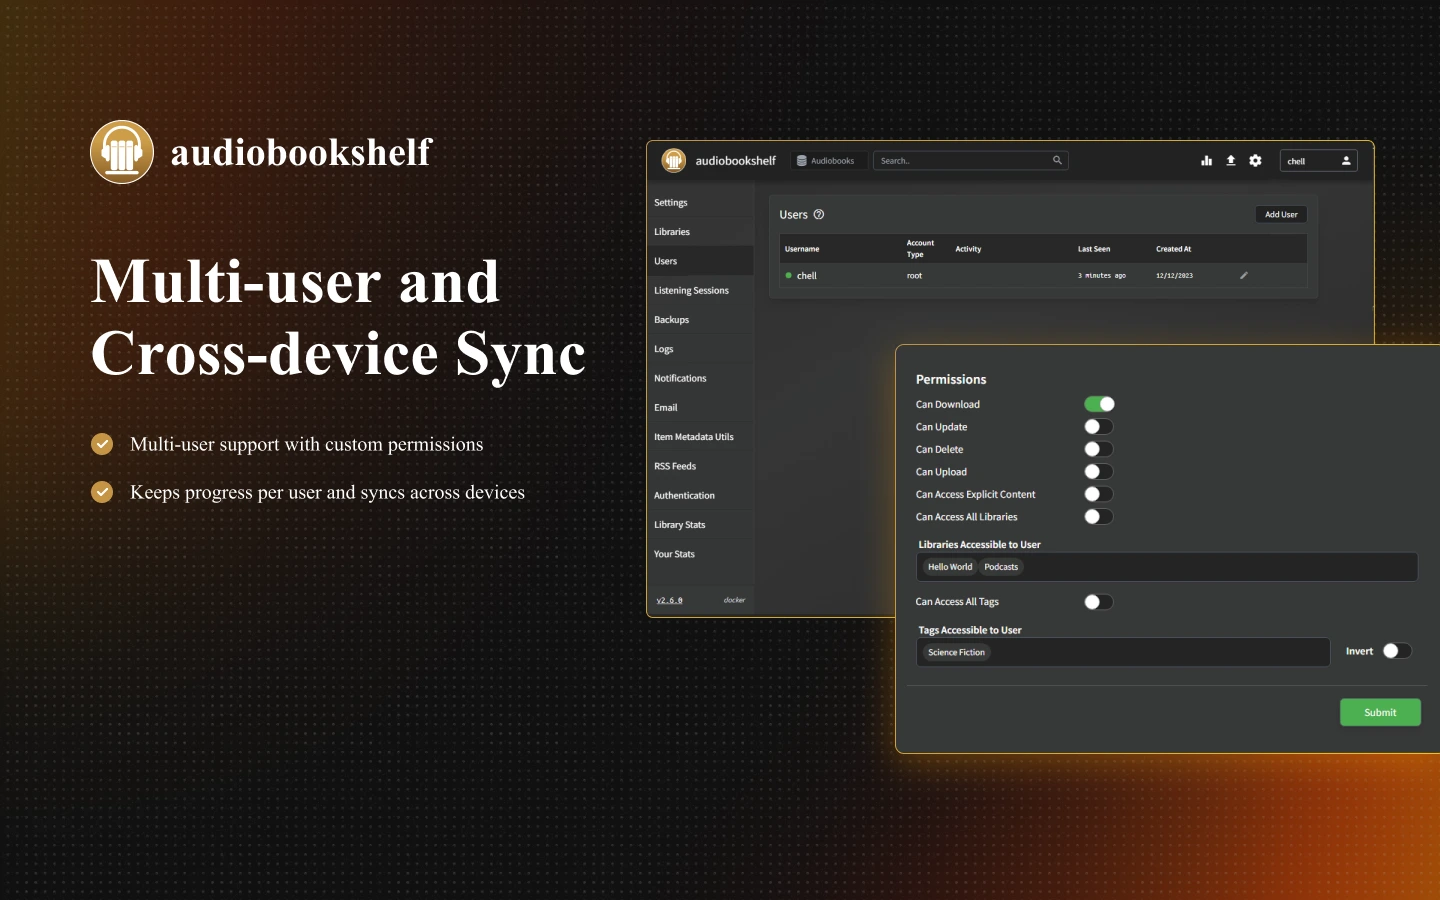 audiobookshelf
Multi-user and
Cross-device Sync
Multi-user support with custom permissions
Keeps progress per user and syncs across devices
audiobookshelf
Audiobooks
Search..
chell
Settings
Libraries
Users
Listening Sessions
Backups
Logs
Notifications
Email
Item Metadata Utils
RSS Feeds
Authentication
Library Stats
Your Stats
v2.6.0 docker
Users
Add User
Username Account Type Activity Last Seen Created At
chell root 3 minutes ago 12/12/2023
Permissions
Can Download
Can Update
Can Delete
Can Upload
Can Access Explicit Content
Can Access All Libraries
Libraries Accessible to User
Hello World Podcasts
Can Access All Tags
Tags Accessible to User
Science Fiction
Invert
Submit